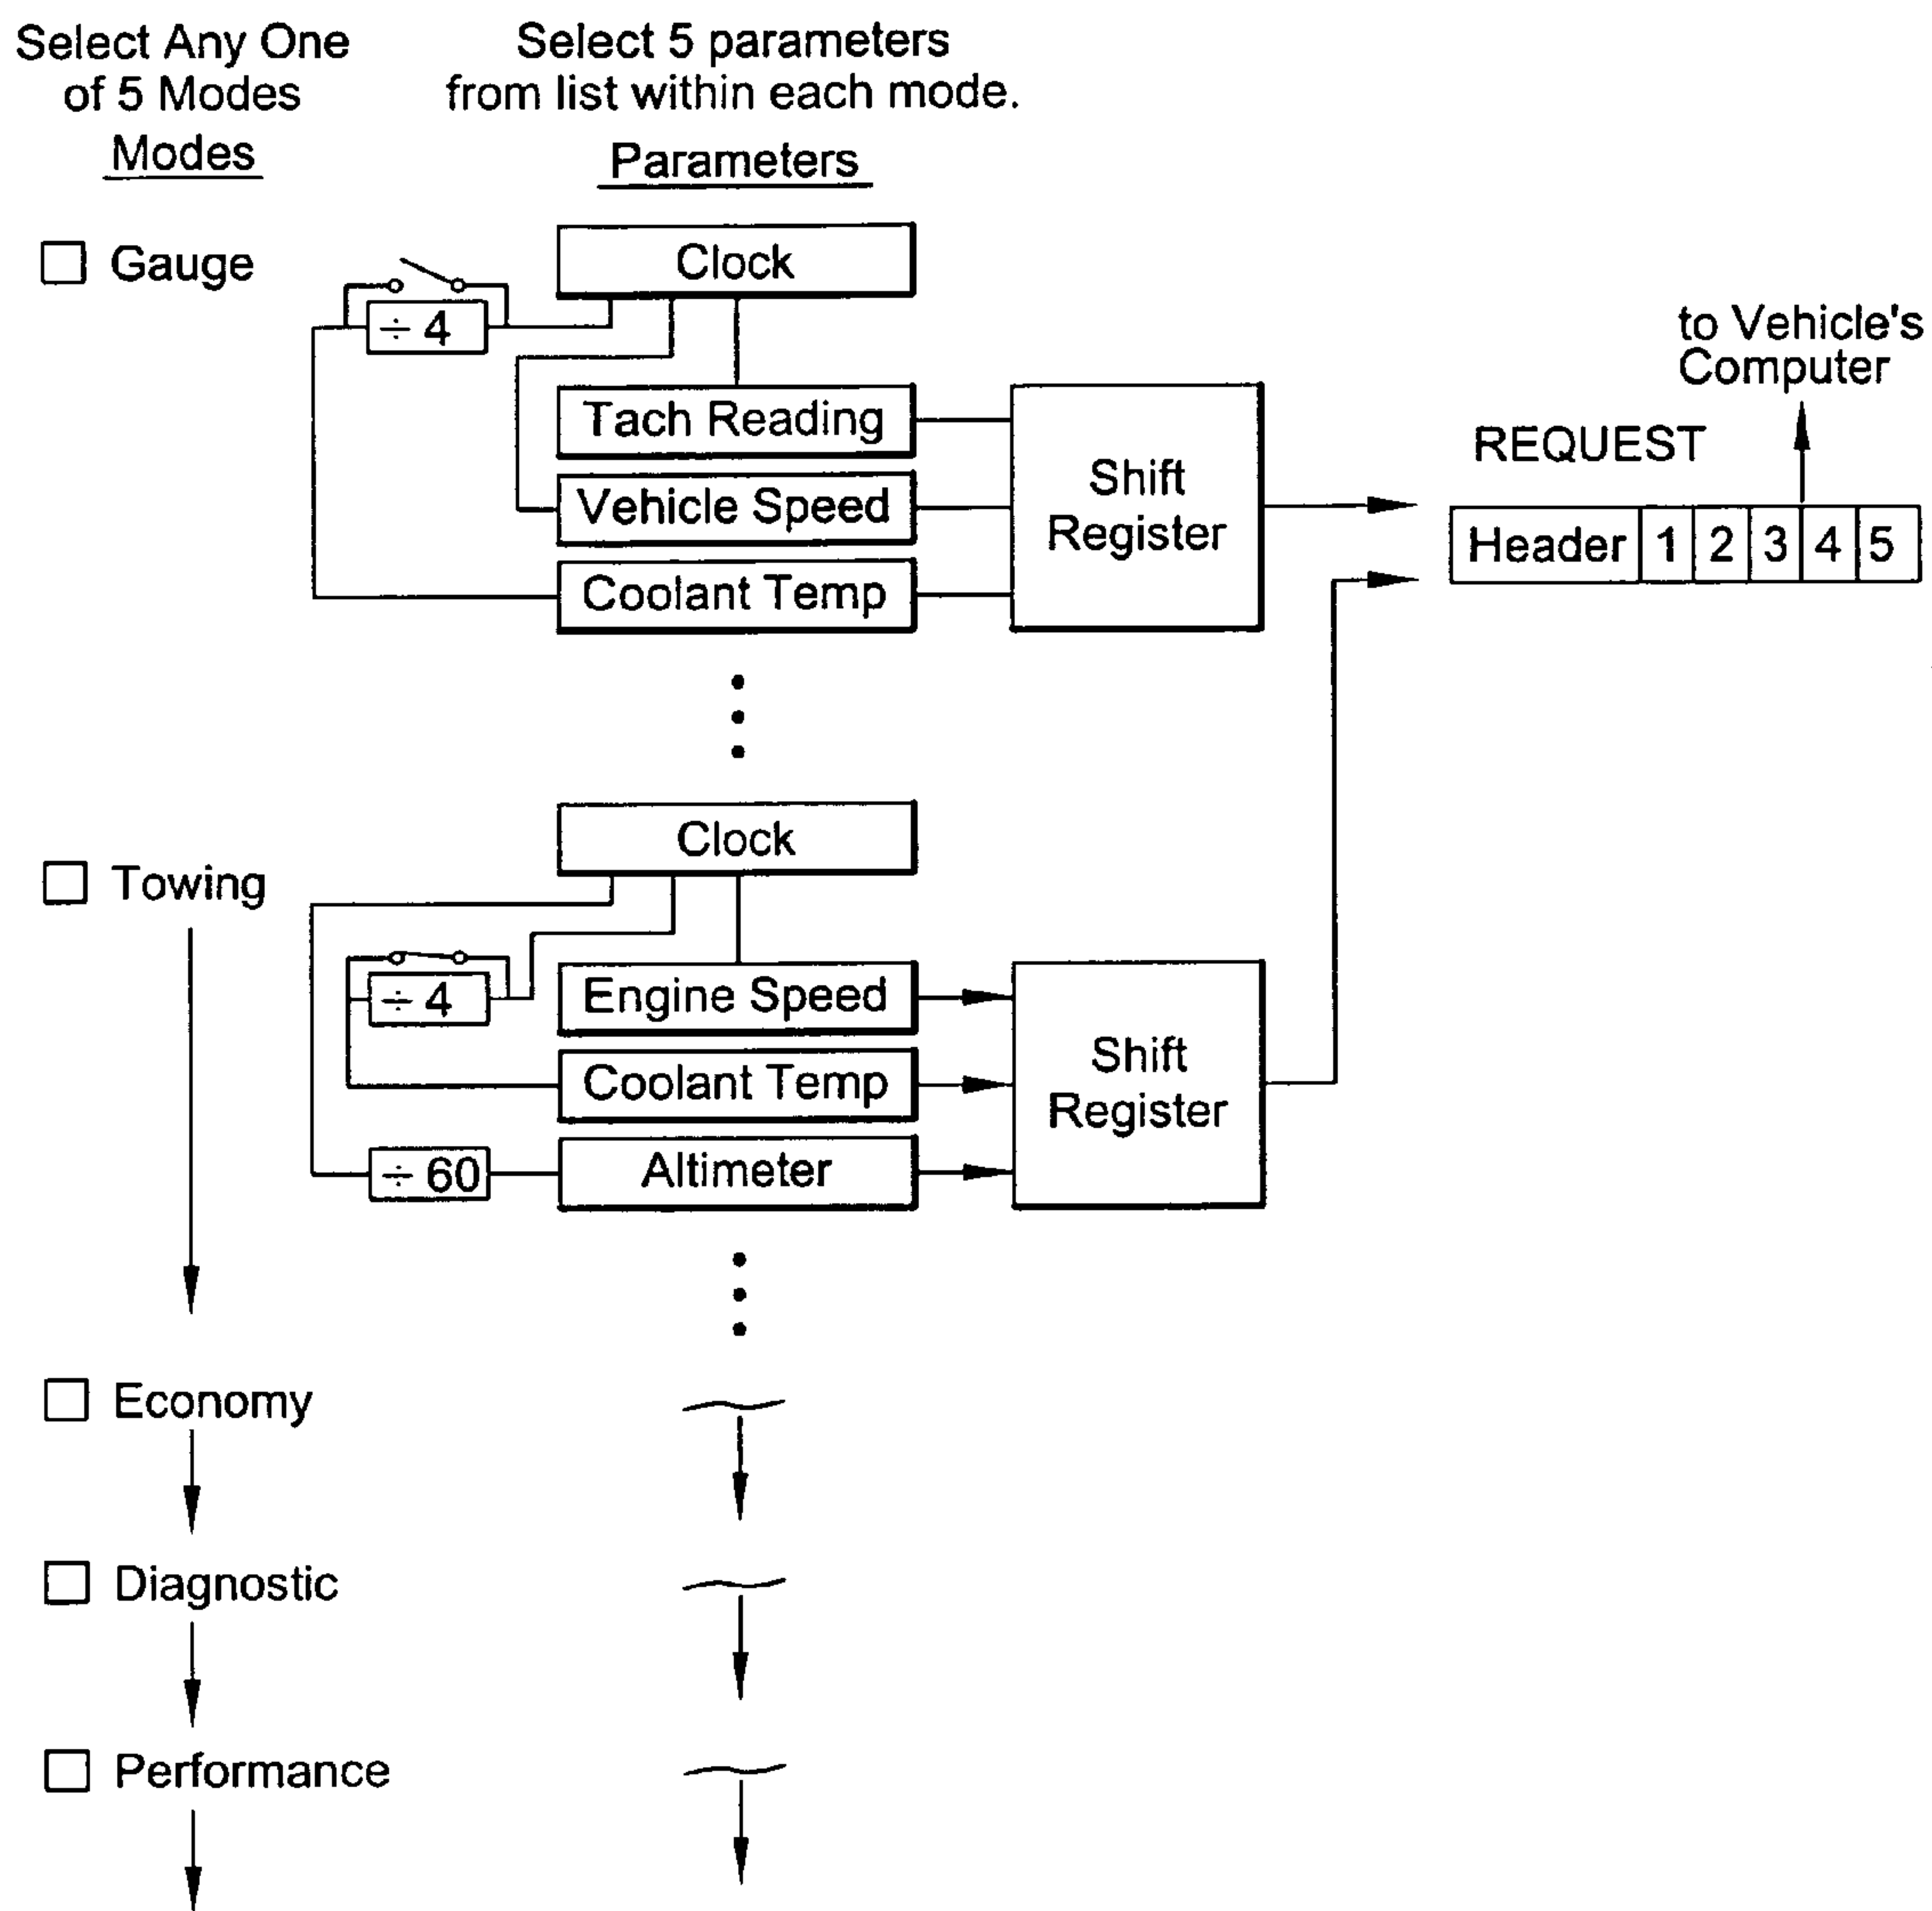 Select Any One
of 5 Modes
Modes
Select 5 parameters
from list within each mode.
Parameters
Gauge
Clock
÷ 4
Tach Reading
Vehicle Speed
Coolant Temp
Shift
Register
to Vehicle's
Computer
REQUEST
Header 1 2 3 4 5
Towing
Clock
÷ 4
Engine Speed
Coolant Temp
÷ 60
Altimeter
Shift
Register
Economy
Diagnostic
Performance